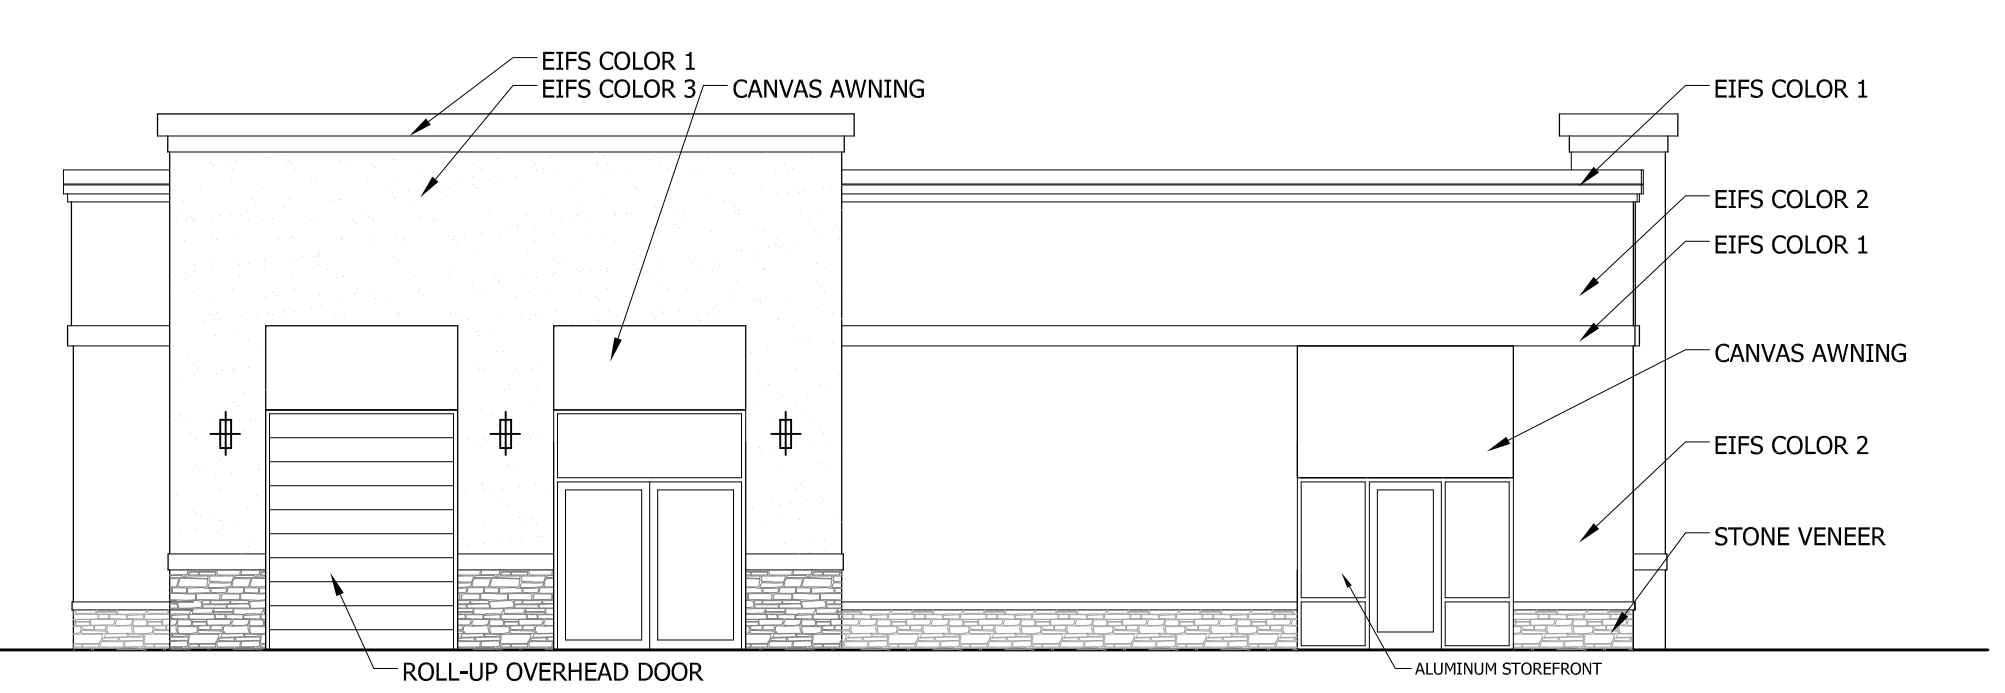 EIFS COLOR 1
EIFS COLOR 3
CANVAS AWNING
EIFS COLOR 1
EIFS COLOR 2
EIFS COLOR 1
CANVAS AWNING
EIFS COLOR 2
STONE VENEER
ROLL-UP OVERHEAD DOOR
ALUMINUM STOREFRONT